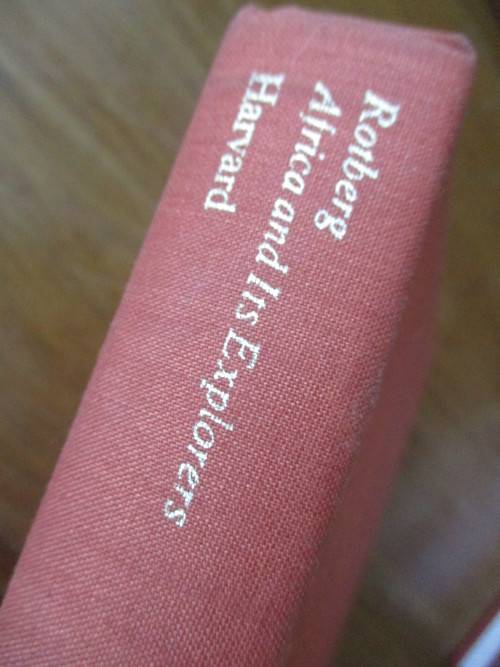 Rotberg
Africa and Its Explorers
Harvard